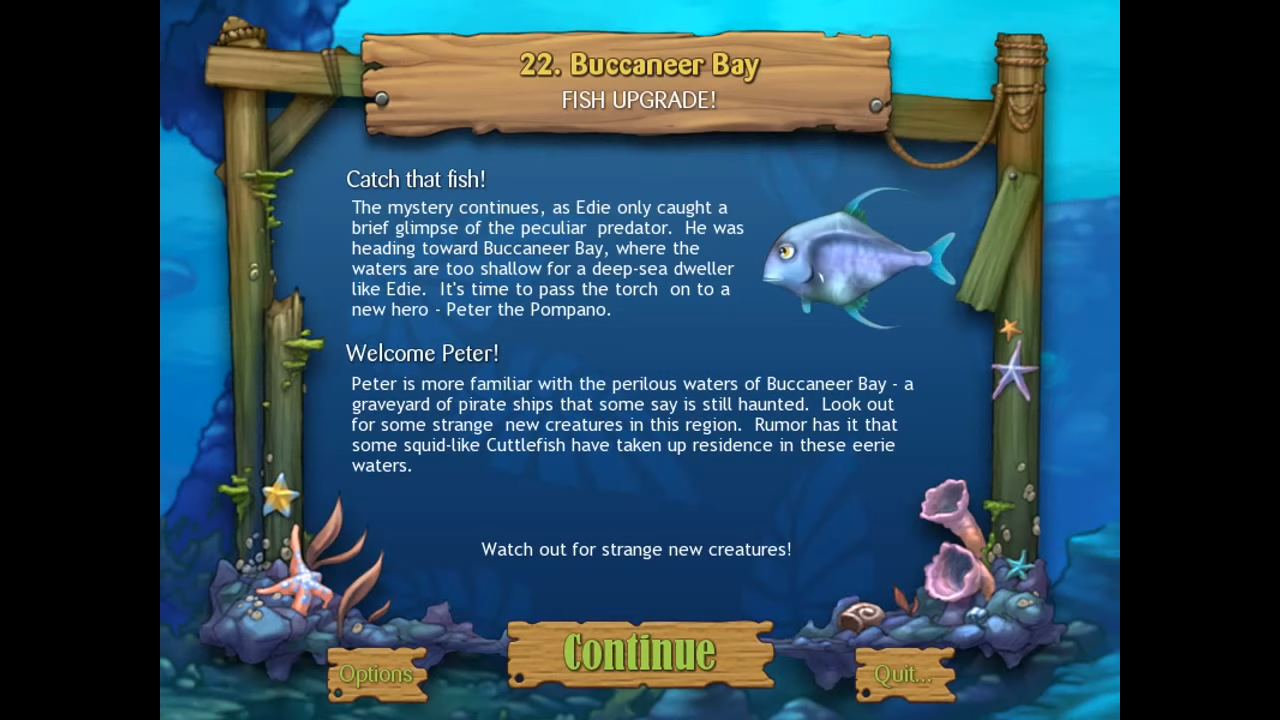 22. Buccaneer Bay
FISH UPGRADE!
Catch that fish!
The mystery continues, as Edie only caught a
brief glimpse of the peculiar  predator.  He was
heading toward Buccaneer Bay, where the
waters are too shallow for a deep-sea dweller
like Edie.  It's time to pass the torch  on to a
new hero - Peter the Pompano.
Welcome Peter!
Peter is more familiar with the perilous waters of Buccaneer Bay - a
graveyard of pirate ships that some say is still haunted.  Look out
for some strange  new creatures in this region.  Rumor has it that
some squid-like Cuttlefish have taken up residence in these eerie
waters.
Watch out for strange new creatures!
Continue
Options
Quit...